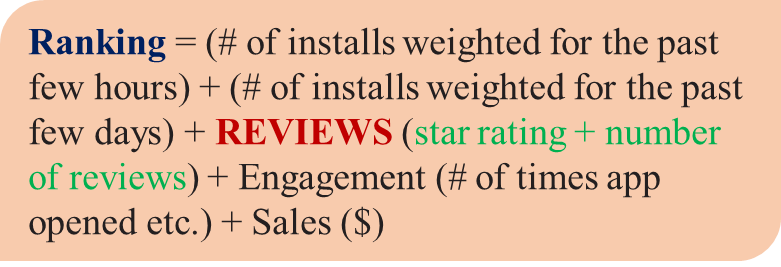 Ranking = (# of installs weighted for the past
few hours) + (# of installs weighted for the past
few days) + REVIEWS (star rating + number
of reviews) + Engagement (# of times app
opened etc.) + Sales ($)